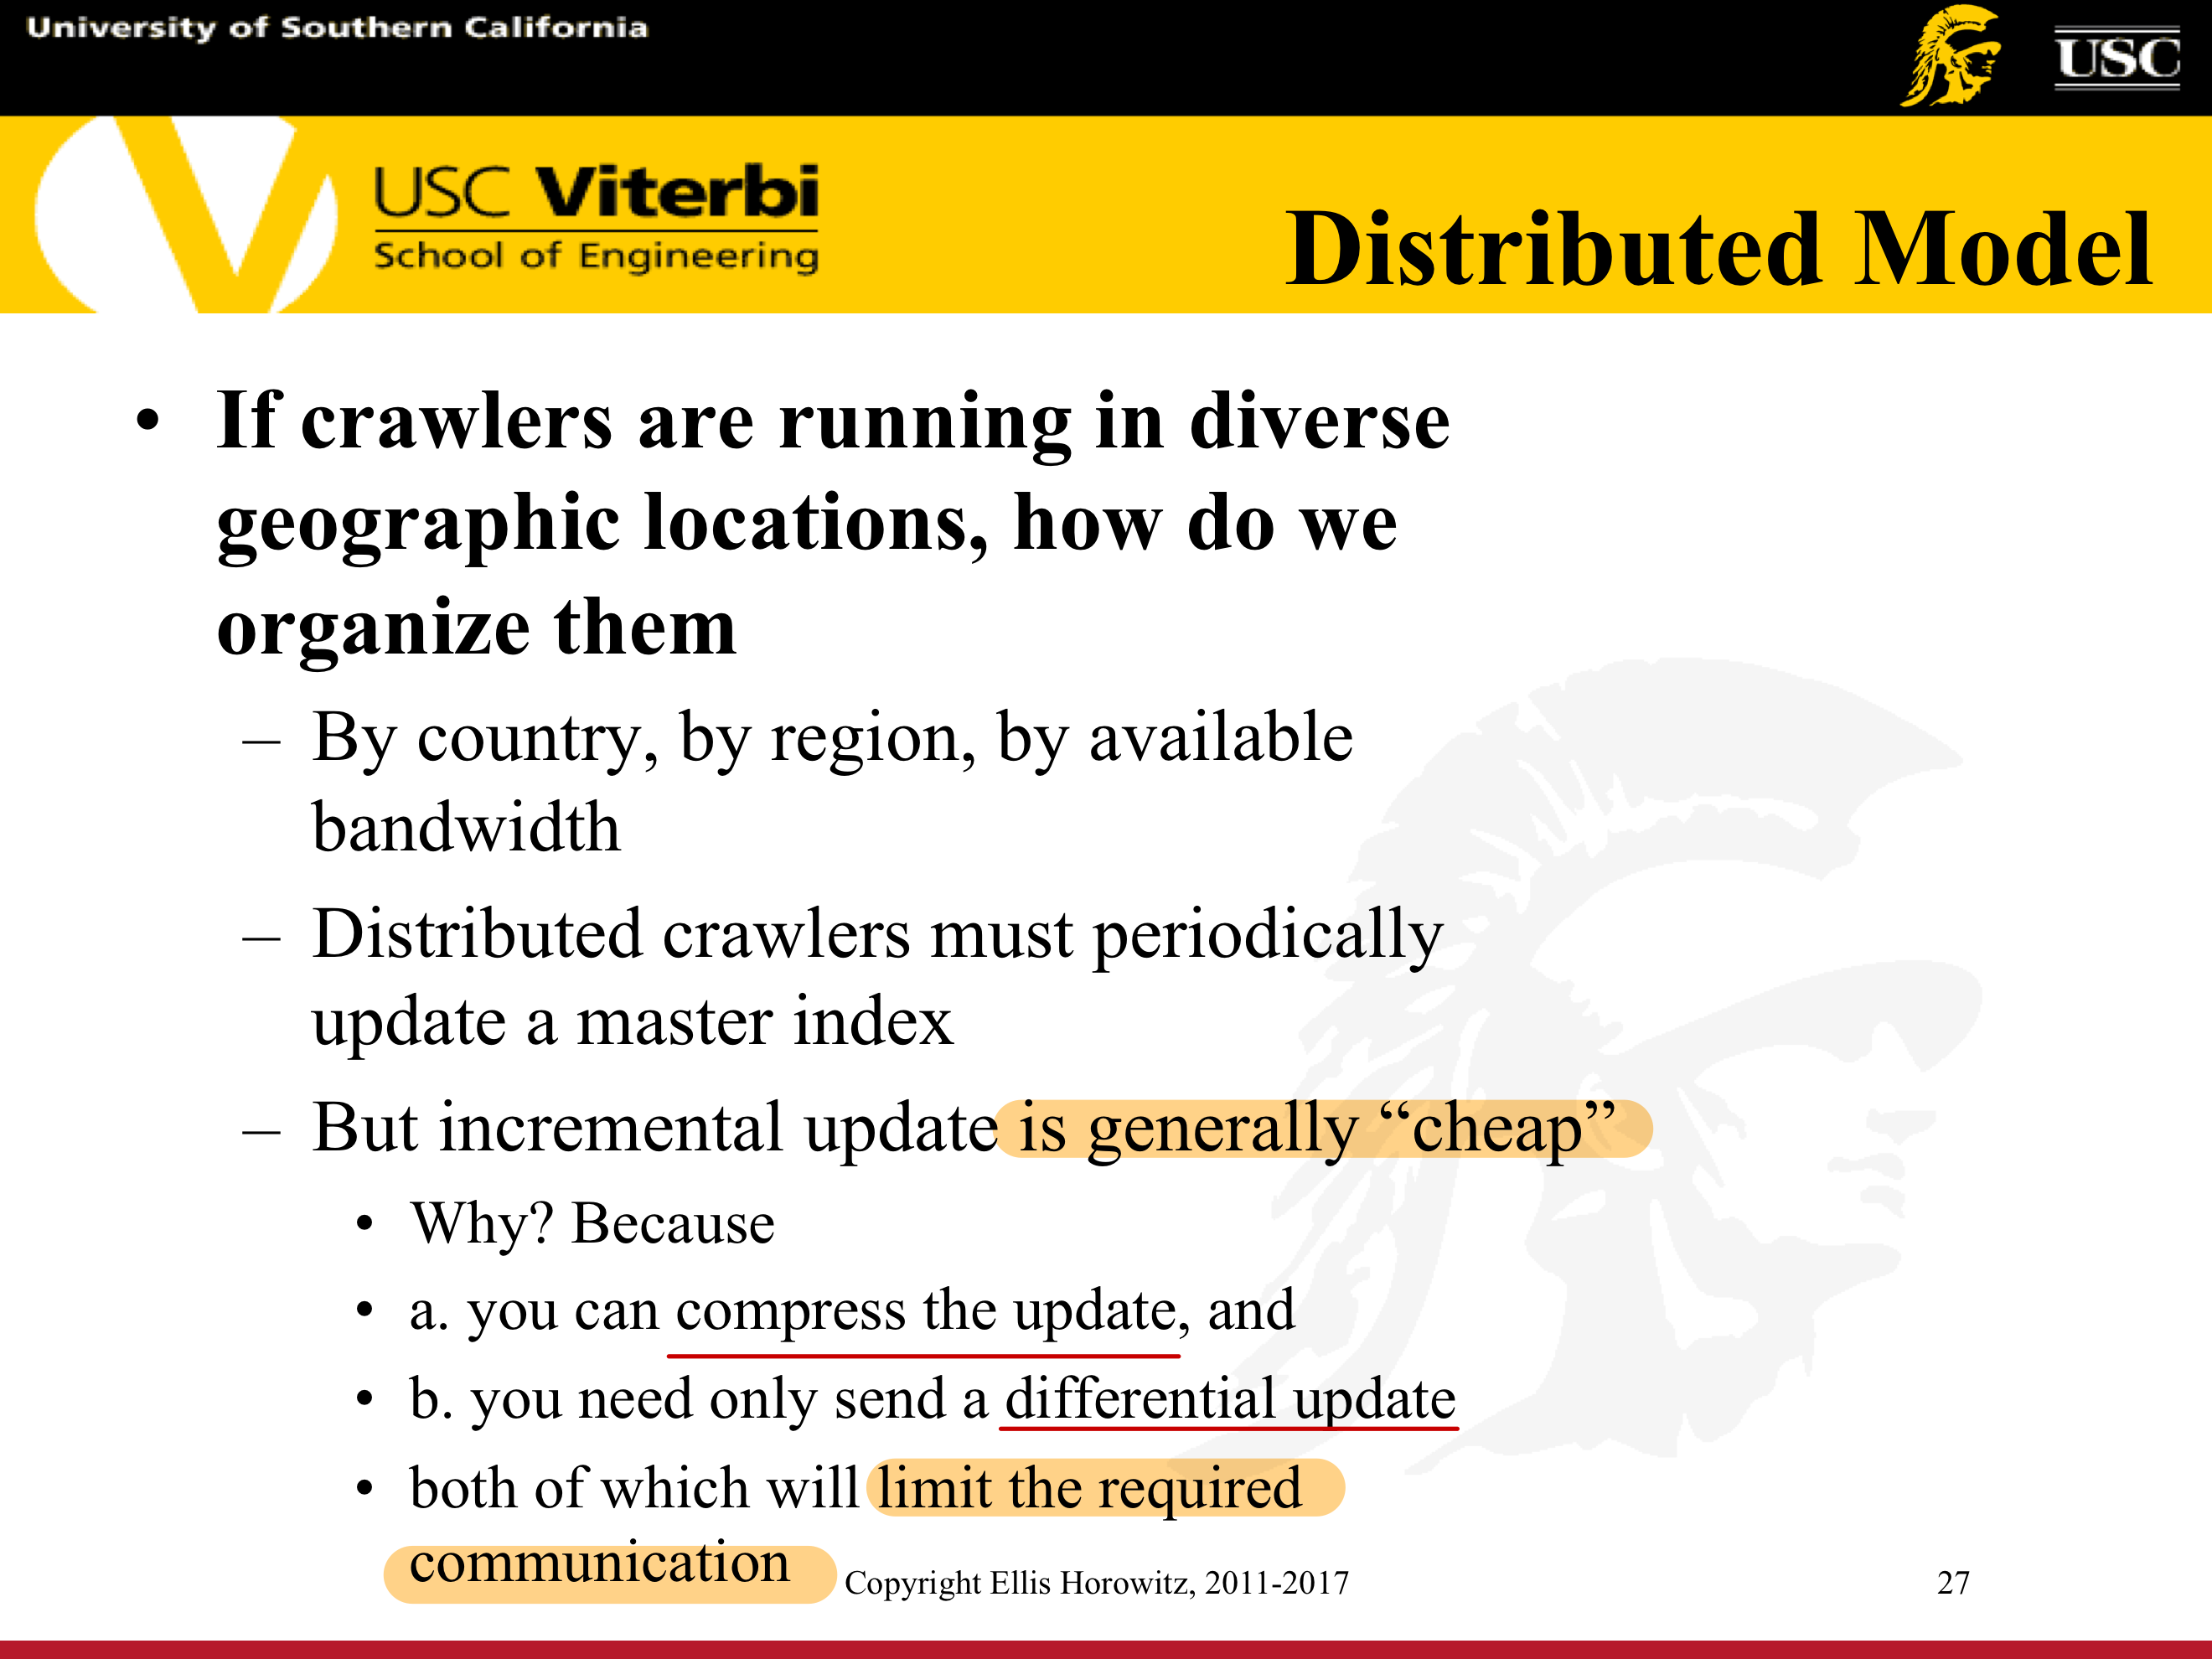 University of Southern California
USC
USC Viterbi
School of Engineering
Distributed Model
• If crawlers are running in diverse
geographic locations, how do we
organize them
– By country, by region, by available
bandwidth
– Distributed crawlers must periodically
update a master index
– But incremental update is generally “cheap”
• Why? Because
• a. you can compress the update, and
• b. you need only send a differential update
• both of which will limit the required
communication
Copyright Ellis Horowitz, 2011-2017
27